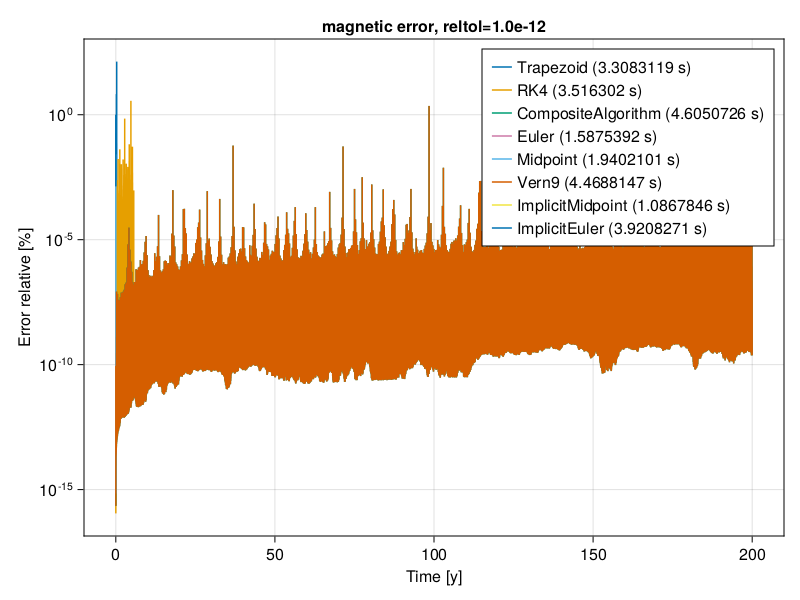 magnetic error, reltol=1.0e-12
Trapezoid (3.3083119 s)
RK4 (3.516302 s)
CompositeAlgorithm (4.6050726 s)
Euler (1.5875392 s)
Midpoint (1.9402101 s)
Vern9 (4.4688147 s)
ImplicitMidpoint (1.0867846 s)
ImplicitEuler (3.9208271 s)
Error relative [%]
10⁰
10⁻⁵
10⁻¹⁰
10⁻¹⁵
0 50 100 150 200
Time [y]